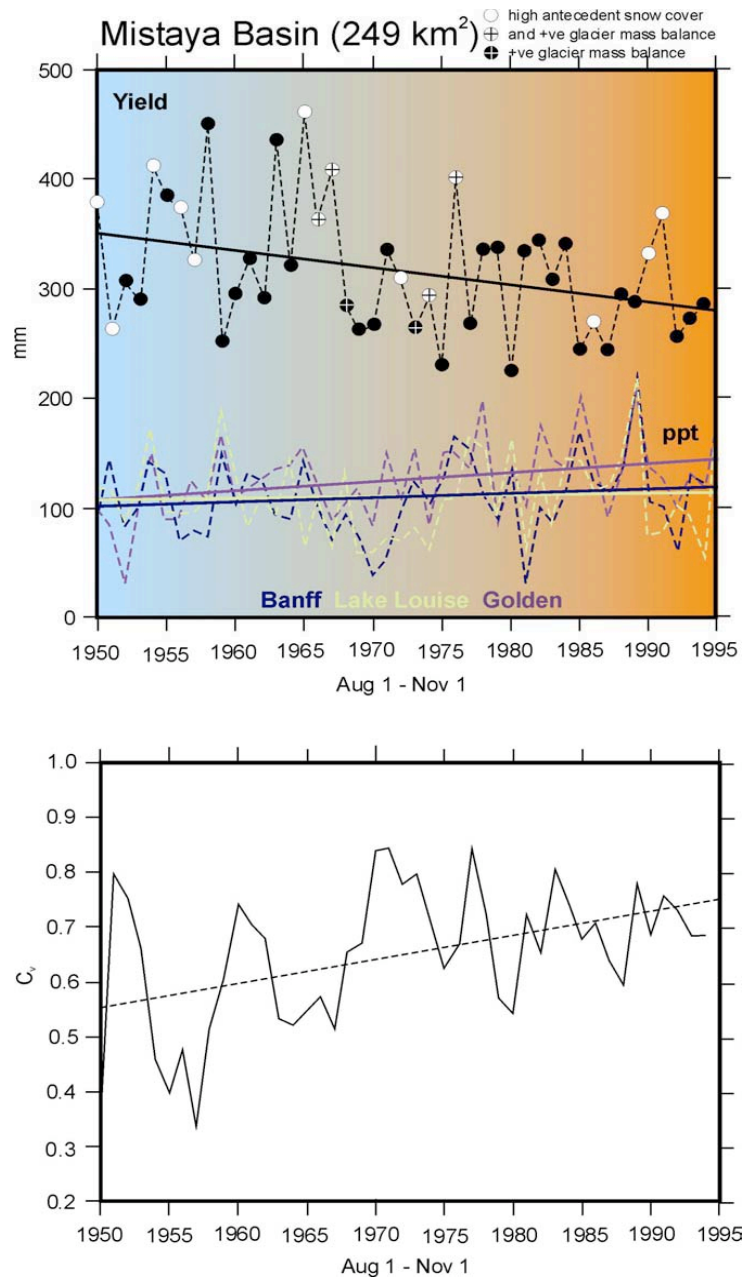 Mistaya Basin (249 km²)
high antecedent snow cover
and +ve glacier mass balance
+ve glacier mass balance
500
Yield
400
300
mm
200
ppt
100
Banff Lake Louise Golden
0
1950 1955 1960 1965 1970 1975 1980 1985 1990 1995
Aug 1 - Nov 1
1.0
0.9
0.8
0.7
Cv
0.6
0.5
0.4
0.3
0.2
1950 1955 1960 1965 1970 1975 1980 1985 1990 1995
Aug 1 - Nov 1